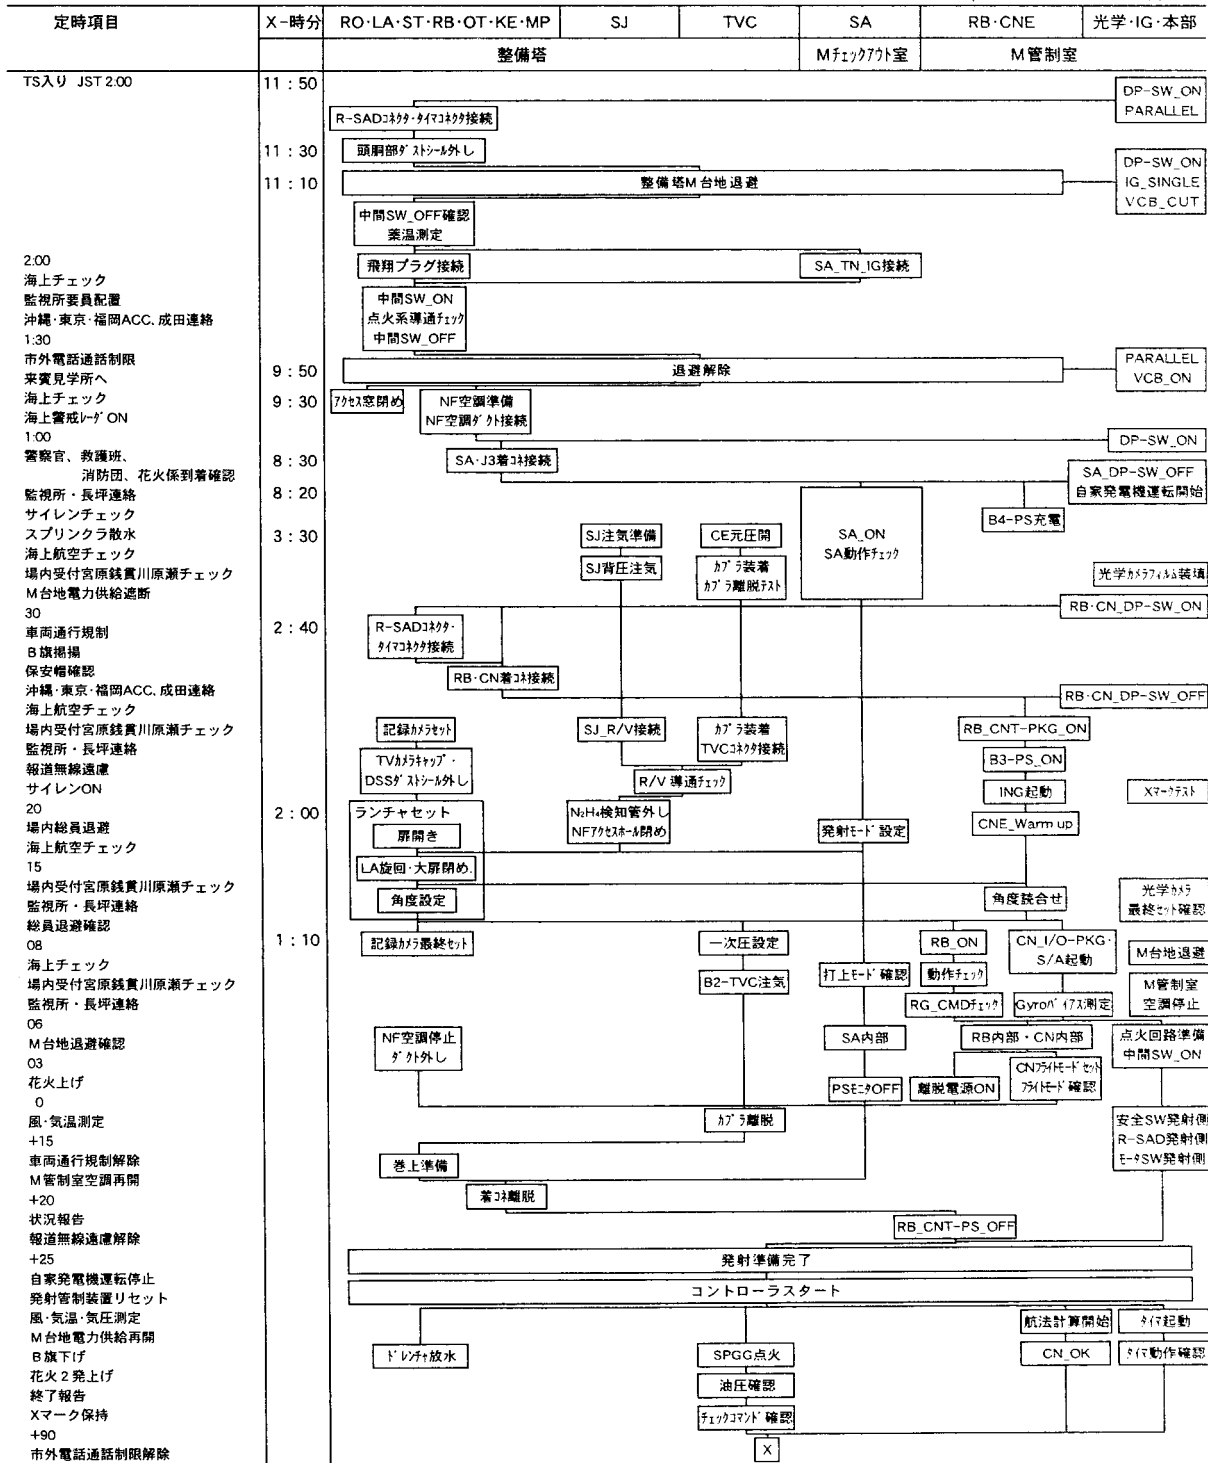 定時項目
X-時分
RO·LA·ST·RB·OT·KE·MP
SJ
TVC
SA
RB·CNE
光学·IG·本部
整備塔
Mチェックアウト室
M管制室
TS入り JST 2:00
11:50
DP-SW_ON
PARALLEL
R-SADコネクタ·タイマコネクタ接続
11:30
頭胴部ダストシール外し
11:10
整備塔M台地退避
DP-SW_ON
IG_SINGLE
VCB_CUT
中間SW_OFF確認
薬温測定
2:00
海上チェック
監視所要員配置
沖縄·東京·福岡ACC、成田連絡
1:30
市外電話通話制限
来賓見学所へ
海上チェック
海上警戒レーダON
1:00
警察官、救護班、
消防団、花火係到着確認
監視所・長坪連絡
サイレンチェック
スプリンクラ散水
海上航空チェック
場内受付宮原銭貫川原瀬チェック
M台地電力供給遮断
30
車両通行規制
B旗掲揚
保安帽確認
沖縄·東京·福岡ACC、成田連絡
海上航空チェック
場内受付宮原銭貫川原瀬チェック
監視所・長坪連絡
報道無線遠慮
サイレンON
20
場内総員退避
海上航空チェック
15
場内受付宮原銭貫川原瀬チェック
監視所・長坪連絡
総員退避確認
08
海上チェック
場内受付宮原銭貫川原瀬チェック
監視所・長坪連絡
06
M台地退避確認
03
花火上げ
0
風·気温測定
+15
車両通行規制解除
M管制室空調再開
+20
状況報告
報道無線遠慮解除
+25
自家発電機運転停止
発射管制装置リセット
風·気温·気圧測定
M台地電力供給再開
B旗下げ
花火2発上げ
終了報告
Xマーク保持
+90
市外電話通話制限解除
飛翔プラグ接続
SA_TN_IG接続
中間SW_ON
点火系導通チェック
中間SW_OFF
9:50
退避解除
PARALLEL
VCB_ON
9:30
アクセス窓閉め
NF空調準備
NF空調ダクト接続
DP-SW_ON
8:30
SA·J3着コネ接続
SA_DP-SW_OFF
自家発電機運転開始
8:20
B4-PS充電
3:30
SJ注気準備
CE元圧開
SA_ON
SA動作チェック
SJ背圧注気
カプラ装着
カプラ離脱テスト
光学カメラフィルム装填
RB·CN_DP-SW_ON
2:40
R-SADコネクタ·
タイマコネクタ接続
RB·CN着コネ接続
RB·CN_DP-SW_OFF
記録カメラセット
SJ_R/V接続
カプラ装着
TVCコネクタ接続
RB_CNT-PKG_ON
TVカメラキャップ·
DSSダストシール外し
R/V導通チェック
B3-PS_ON
ING起動
Xマークテスト
2:00
ランチャセット
扉開き
N₂H₄検知管外し
NFアクセスホール閉め
発射モード設定
CNE_Warm up
LA旋回·大扉閉め
角度設定
角度読合せ
光学カメラ
最終セット確認
1:10
記録カメラ最終セット
一次圧設定
RB_ON
CN_I/O-PKG·
S/A起動
M台地退避
B2-TVC注気
打上モード確認
動作チェック
M管制室
空調停止
RG_CMDチェック
Gyroバイアス測定
NF空調停止
ダクト外し
SA内部
RB内部・CN内部
点火回路準備
中間SW_ON
PSモニタOFF
離脱電源ON
CNフライトモードセット
フライトモード確認
カプラ離脱
安全SW発射側
R-SAD発射側
モータSW発射側
巻上準備
着コネ離脱
RB_CNT-PS_OFF
発射準備完了
コントローラスタート
航法計算開始
タイマ起動
ドレンチャ放水
SPGG点火
CN_OK
タイマ動作確認
油圧確認
チェックコマンド確認
X